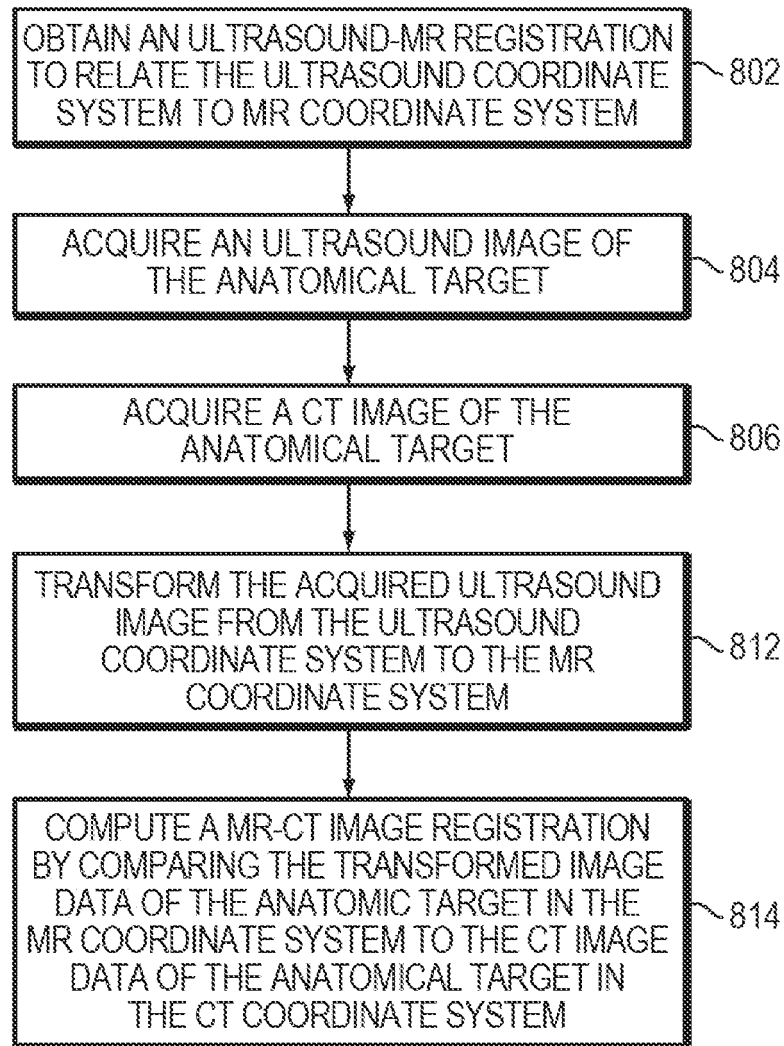 OBTAIN AN ULTRASOUND-MR REGISTRATION
TO RELATE THE ULTRASOUND COORDINATE
SYSTEM TO MR COORDINATE SYSTEM
802
ACQUIRE AN ULTRASOUND IMAGE OF
THE ANATOMICAL TARGET
804
ACQUIRE A CT IMAGE OF THE
ANATOMICAL TARGET
806
TRANSFORM THE ACQUIRED ULTRASOUND
IMAGE FROM THE ULTRASOUND
COORDINATE SYSTEM TO THE MR
COORDINATE SYSTEM
812
COMPUTE A MR-CT IMAGE REGISTRATION
BY COMPARING THE TRANSFORMED IMAGE
DATA OF THE ANATOMIC TARGET IN THE
MR COORDINATE SYSTEM TO THE CT IMAGE
DATA OF THE ANATOMICAL TARGET IN
THE CT COORDINATE SYSTEM
814